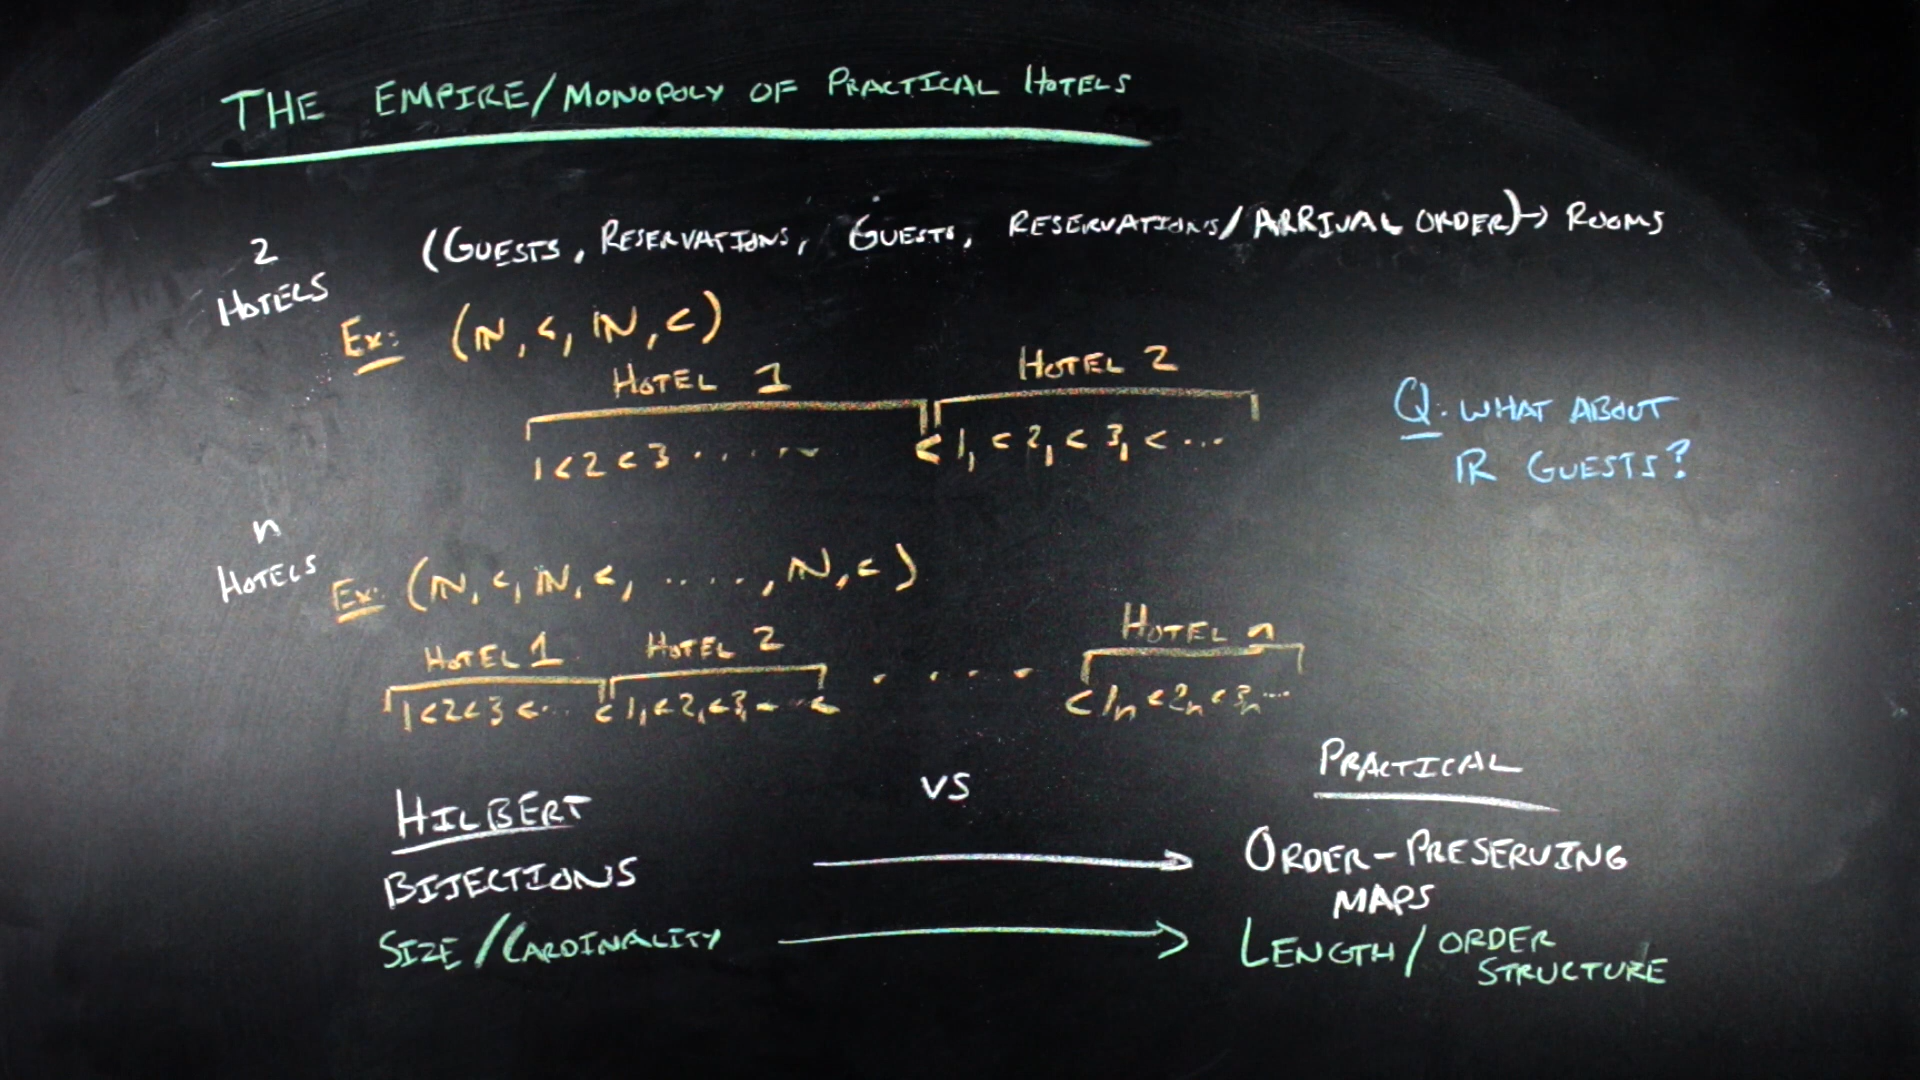 THE EMPIRE/MONOPOLY OF PRACTICAL HOTELS
2 HOTELS
(GUESTS, RESERVATIONS, GUESTS, RESERVATIONS/ARRIVAL ORDER) → ROOMS
Ex: (ℕ, <, ℕ, <)
HOTEL 1 HOTEL 2
1 < 2 < 3 ...... < 1₁ < 2₁ < 3₁ < ...
Q: WHAT ABOUT
ℝ GUESTS?
n HOTELS
Ex: (ℕ, <, ℕ, <, ....., ℕ, <)
HOTEL 1 HOTEL 2 .... HOTEL n
1<2<3<... < 1₁<2₁<3₁<...< < 1ₙ<2ₙ<3ₙ...
HILBERT VS PRACTICAL
BIJECTIONS → ORDER-PRESERVING
MAPS
SIZE/CARDINALITY → LENGTH/ORDER
STRUCTURE